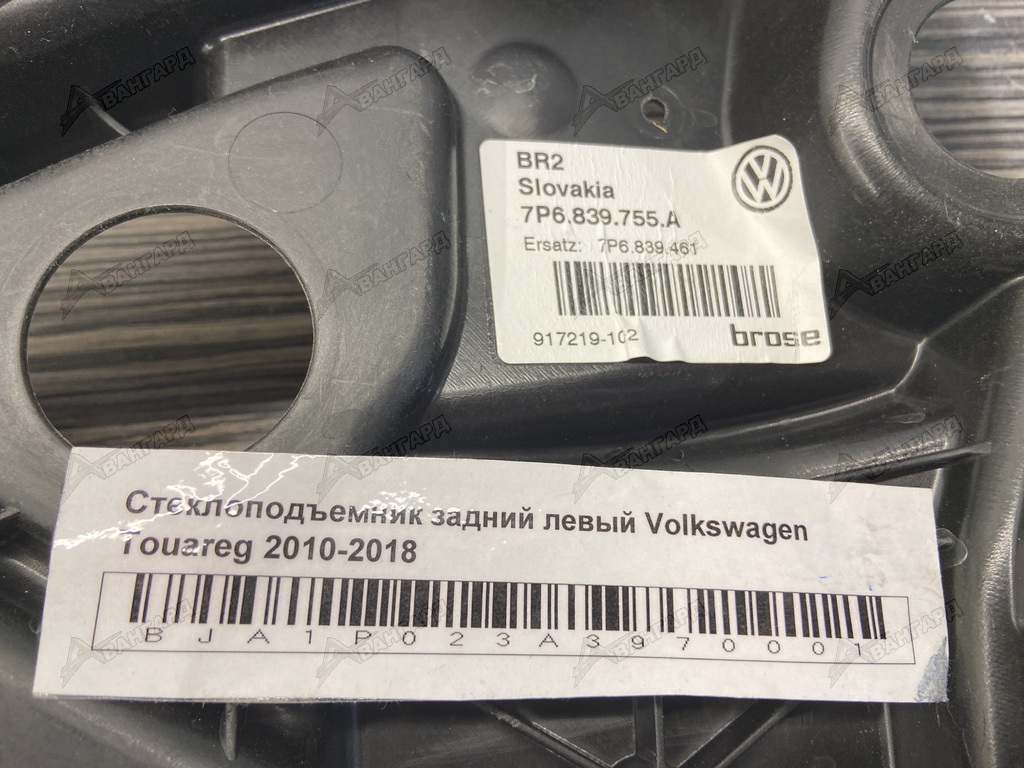 BR2
Slovakia
7P6.839.755.A
Ersatz: 7P6.839.461
917219-102
brose
Стеклоподъемник задний левый Volkswagen
Touareg 2010-2018
BJA1P023A3970001
АВАНГАРД